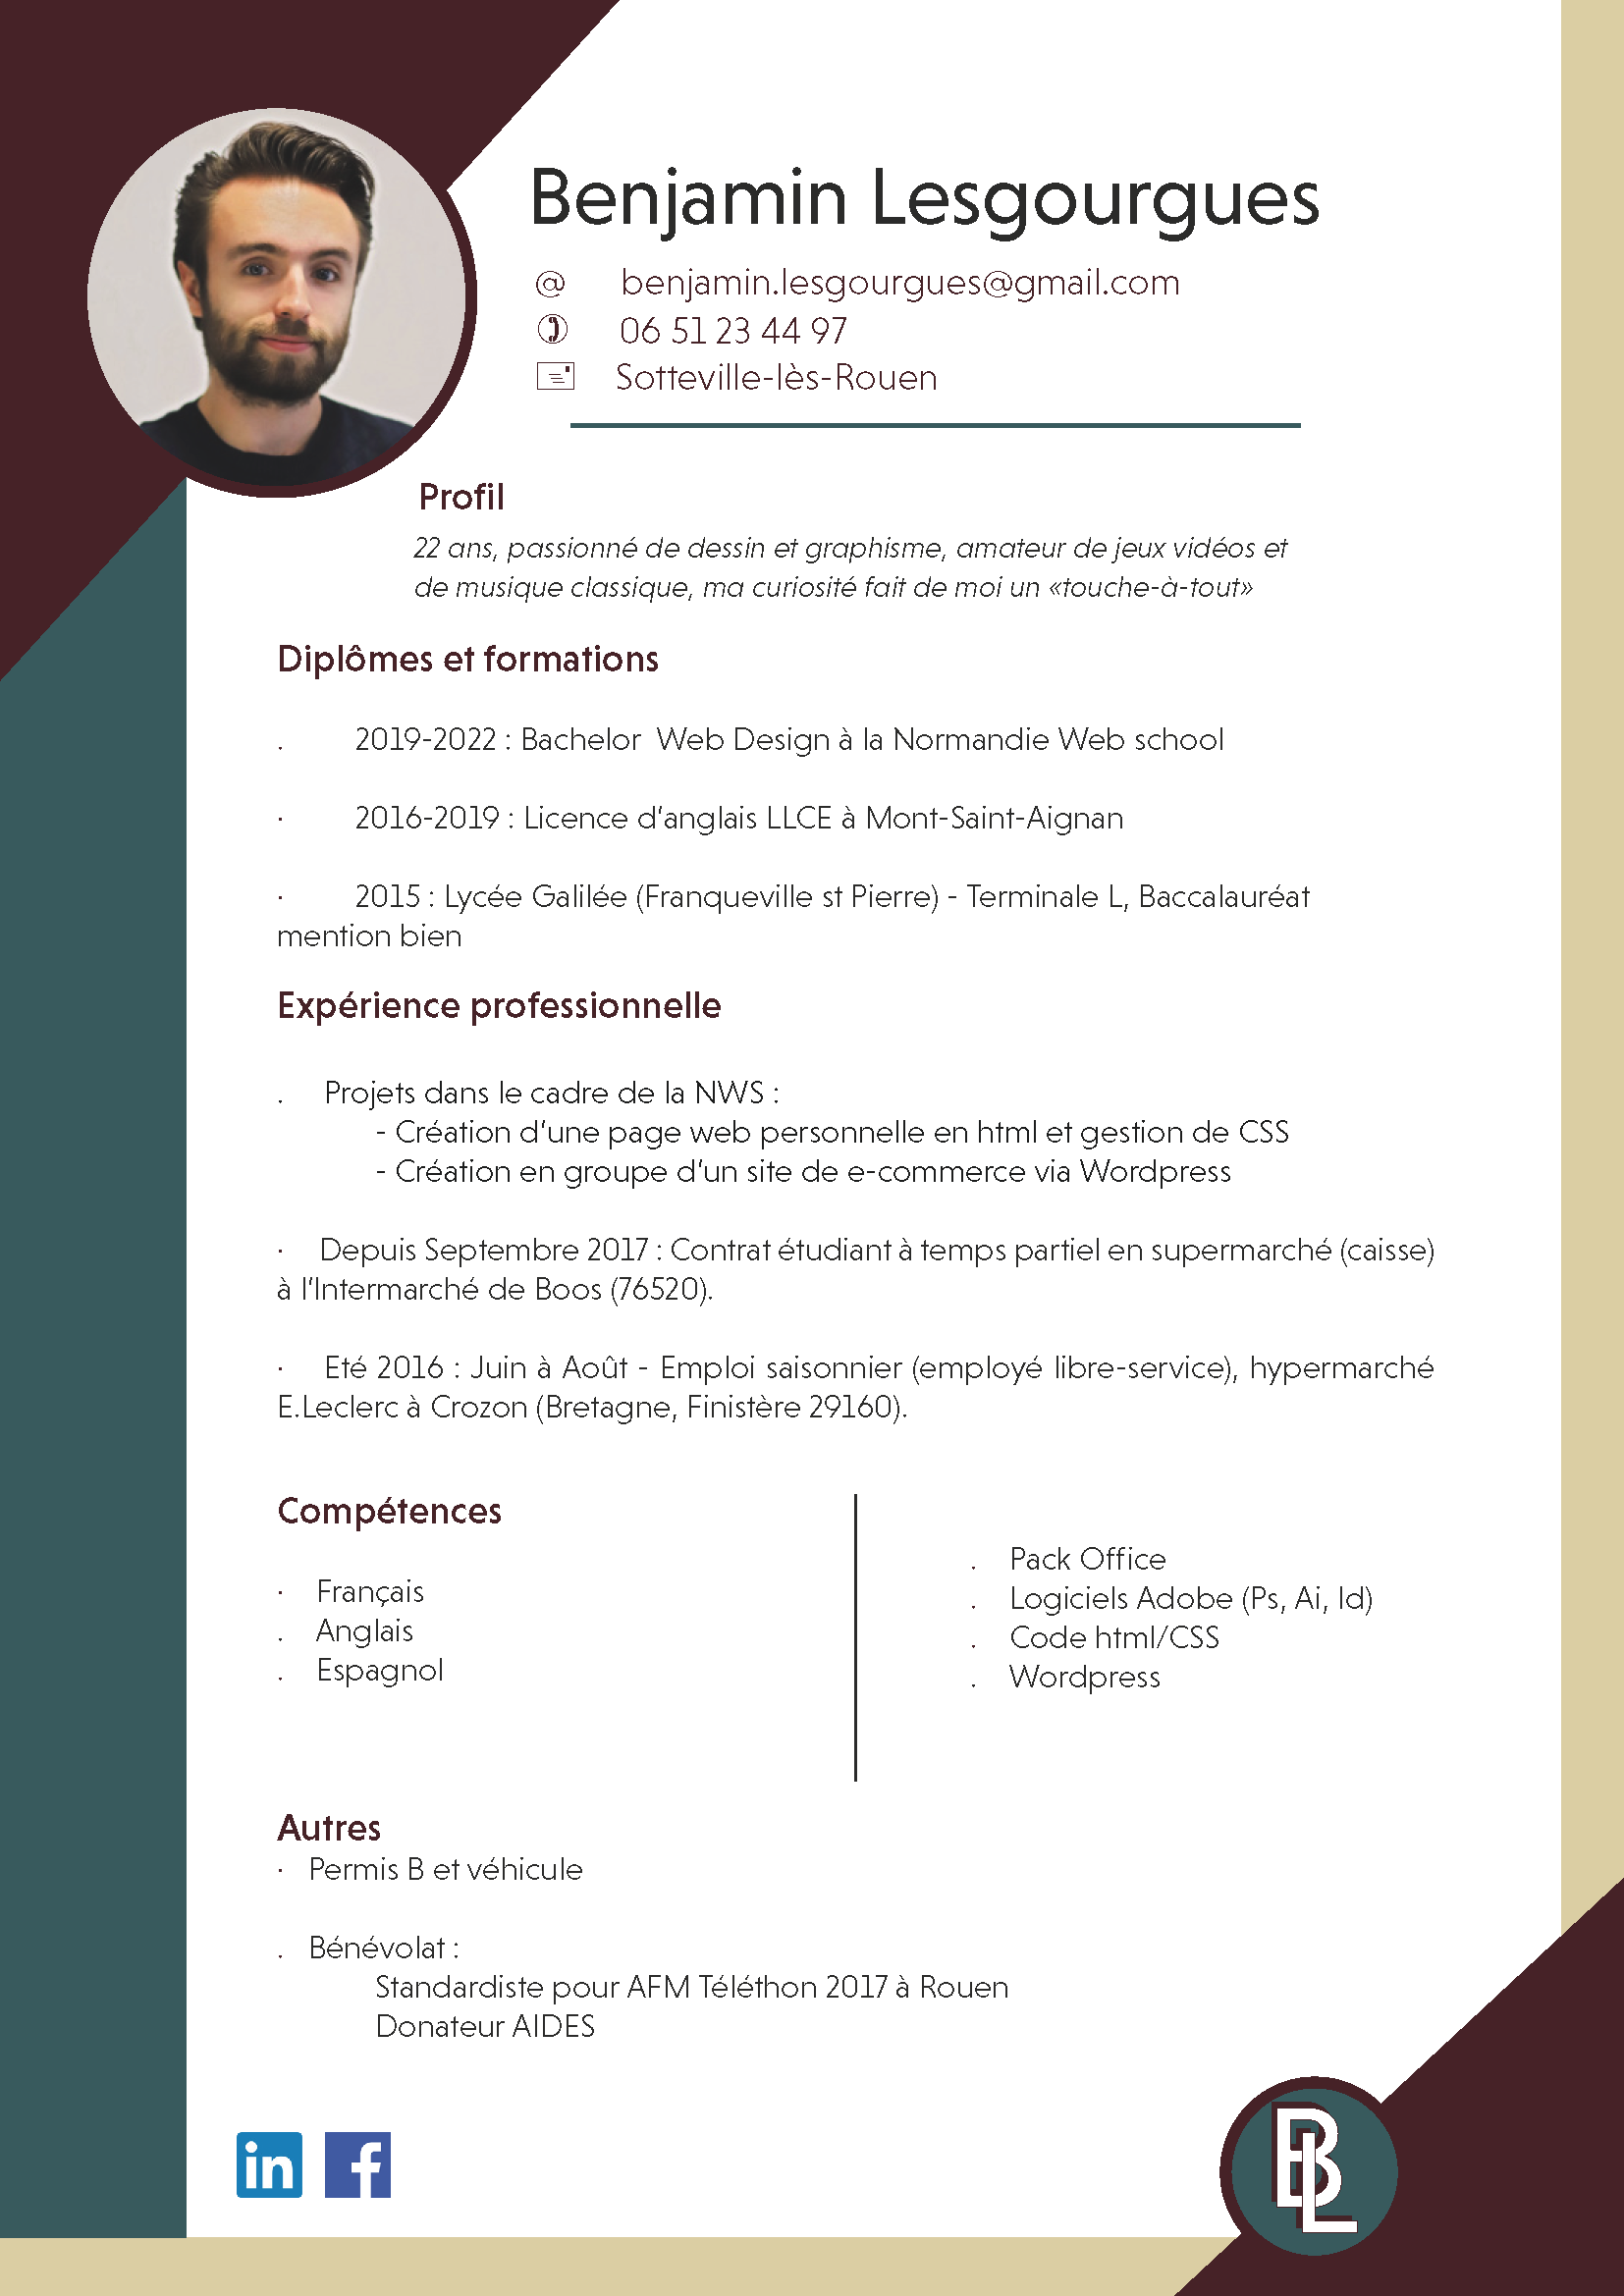 Benjamin Lesgourgues
@ benjamin.lesgourgues@gmail.com
06 51 23 44 97
Sotteville-lès-Rouen
Profil
22 ans, passionné de dessin et graphisme, amateur de jeux vidéos et
de musique classique, ma curiosité fait de moi un «touche-à-tout»
Diplômes et formations
. 2019-2022 : Bachelor Web Design à la Normandie Web school
· 2016-2019 : Licence d'anglais LLCE à Mont-Saint-Aignan
· 2015 : Lycée Galilée (Franqueville st Pierre) - Terminale L, Baccalauréat
mention bien
Expérience professionnelle
. Projets dans le cadre de la NWS :
- Création d'une page web personnelle en html et gestion de CSS
- Création en groupe d'un site de e-commerce via Wordpress
· Depuis Septembre 2017 : Contrat étudiant à temps partiel en supermarché (caisse)
à l'Intermarché de Boos (76520).
· Eté 2016 : Juin à Août - Emploi saisonnier (employé libre-service), hypermarché
E.Leclerc à Crozon (Bretagne, Finistère 29160).
Compétences
· Français
. Anglais
. Espagnol
. Pack Office
. Logiciels Adobe (Ps, Ai, Id)
. Code html/CSS
. Wordpress
Autres
· Permis B et véhicule
. Bénévolat :
Standardiste pour AFM Téléthon 2017 à Rouen
Donateur AIDES
in f
BL